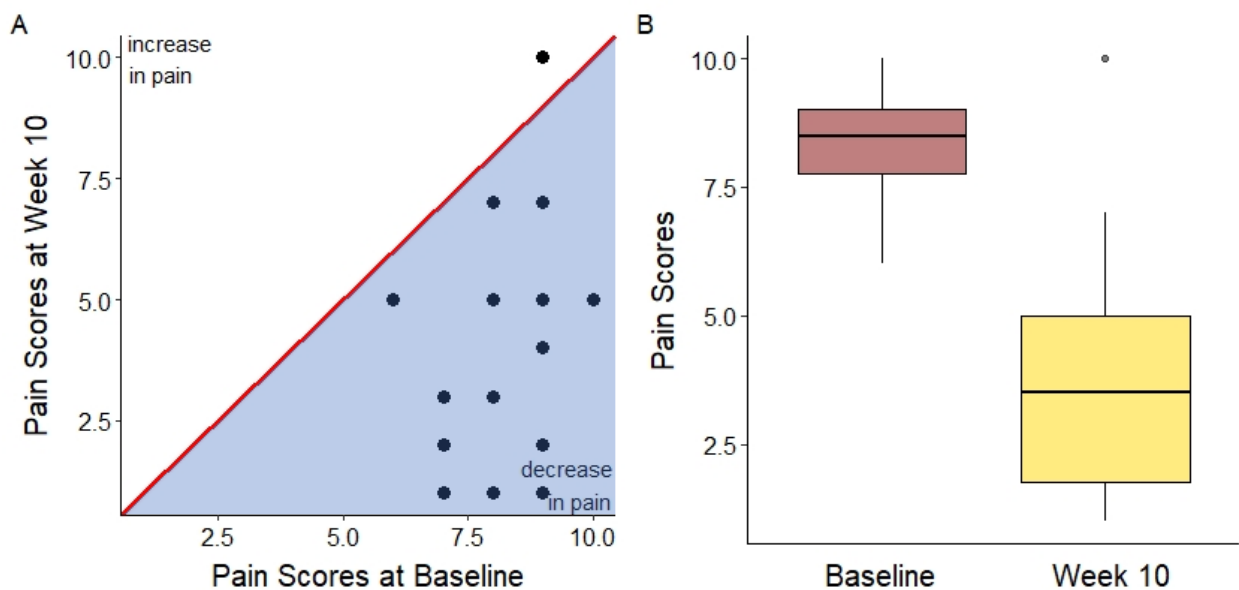 A
increase
in pain
10.0
7.5
5.0
2.5
Pain Scores at Week 10
decrease
in pain
2.5 5.0 7.5 10.0
Pain Scores at Baseline
B
10.0
7.5
5.0
2.5
Pain Scores
Baseline Week 10